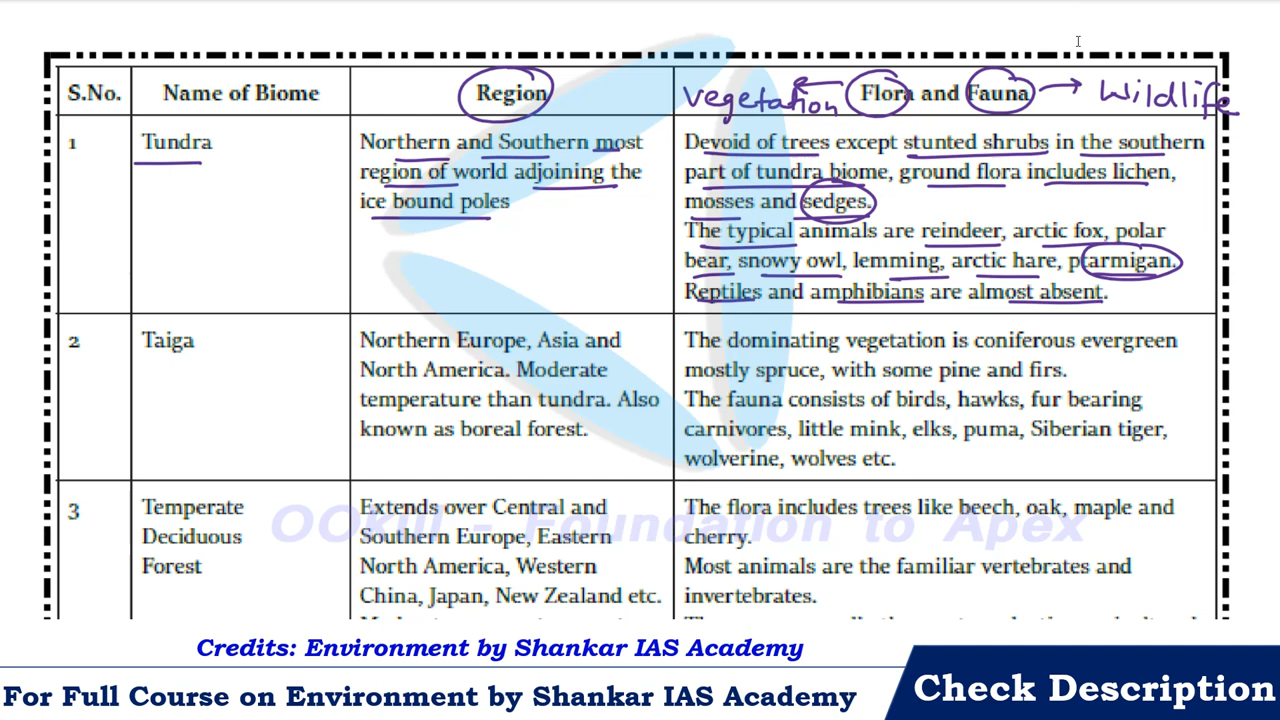 S.No.
Name of Biome
Region
vegetation
Flora and Fauna
Wildlife
1
Tundra
Northern and Southern most
region of world adjoining the
ice bound poles
Devoid of trees except stunted shrubs in the southern
part of tundra biome, ground flora includes lichen,
mosses and sedges.
The typical animals are reindeer, arctic fox, polar
bear, snowy owl, lemming, arctic hare, ptarmigan.
Reptiles and amphibians are almost absent.
2
Taiga
Northern Europe, Asia and
North America. Moderate
temperature than tundra. Also
known as boreal forest.
The dominating vegetation is coniferous evergreen
mostly spruce, with some pine and firs.
The fauna consists of birds, hawks, fur bearing
carnivores, little mink, elks, puma, Siberian tiger,
wolverine, wolves etc.
3
Temperate
Deciduous
Forest
Extends over Central and
Southern Europe, Eastern
North America, Western
China, Japan, New Zealand etc.
The flora includes trees like beech, oak, maple and
cherry.
Most animals are the familiar vertebrates and
invertebrates.
- Foundation to Apex
Credits: Environment by Shankar IAS Academy
For Full Course on Environment by Shankar IAS Academy
Check Description